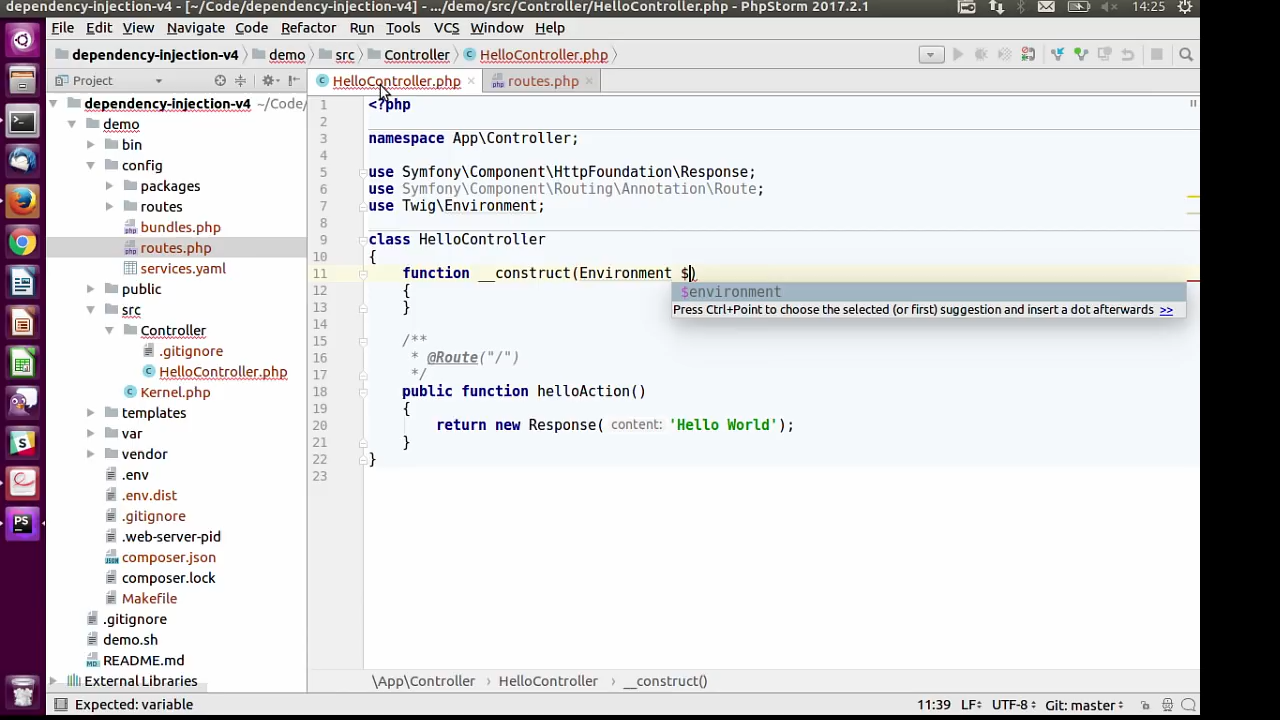 dependency-injection-v4 - [~/Code/dependency-injection-v4] - .../demo/src/Controller/HelloController.php - PhpStorm 2017.2.1
14:25
File Edit View Navigate Code Refactor Run Tools VCS Window Help
dependency-injection-v4 demo src Controller HelloController.php
Project
HelloController.php routes.php
dependency-injection-v4 ~/Code/
demo
bin
config
packages
routes
bundles.php
routes.php
services.yaml
public
src
Controller
.gitignore
HelloController.php
Kernel.php
templates
var
vendor
.env
.env.dist
.gitignore
.web-server-pid
composer.json
composer.lock
Makefile
.gitignore
demo.sh
README.md
External Libraries
1 <?php
2
3 namespace App\Controller;
4
5 use Symfony\Component\HttpFoundation\Response;
6 use Symfony\Component\Routing\Annotation\Route;
7 use Twig\Environment;
8
9 class HelloController
10 {
11 function __construct(Environment $)
$environment
Press Ctrl+Point to choose the selected (or first) suggestion and insert a dot afterwards >>
12 {
13 }
14
15 /**
16 * @Route("/")
17 */
18 public function helloAction()
19 {
20 return new Response( content: 'Hello World');
21 }
22 }
23
\App\Controller HelloController __construct()
Expected: variable 11:39 LF UTF-8 Git: master